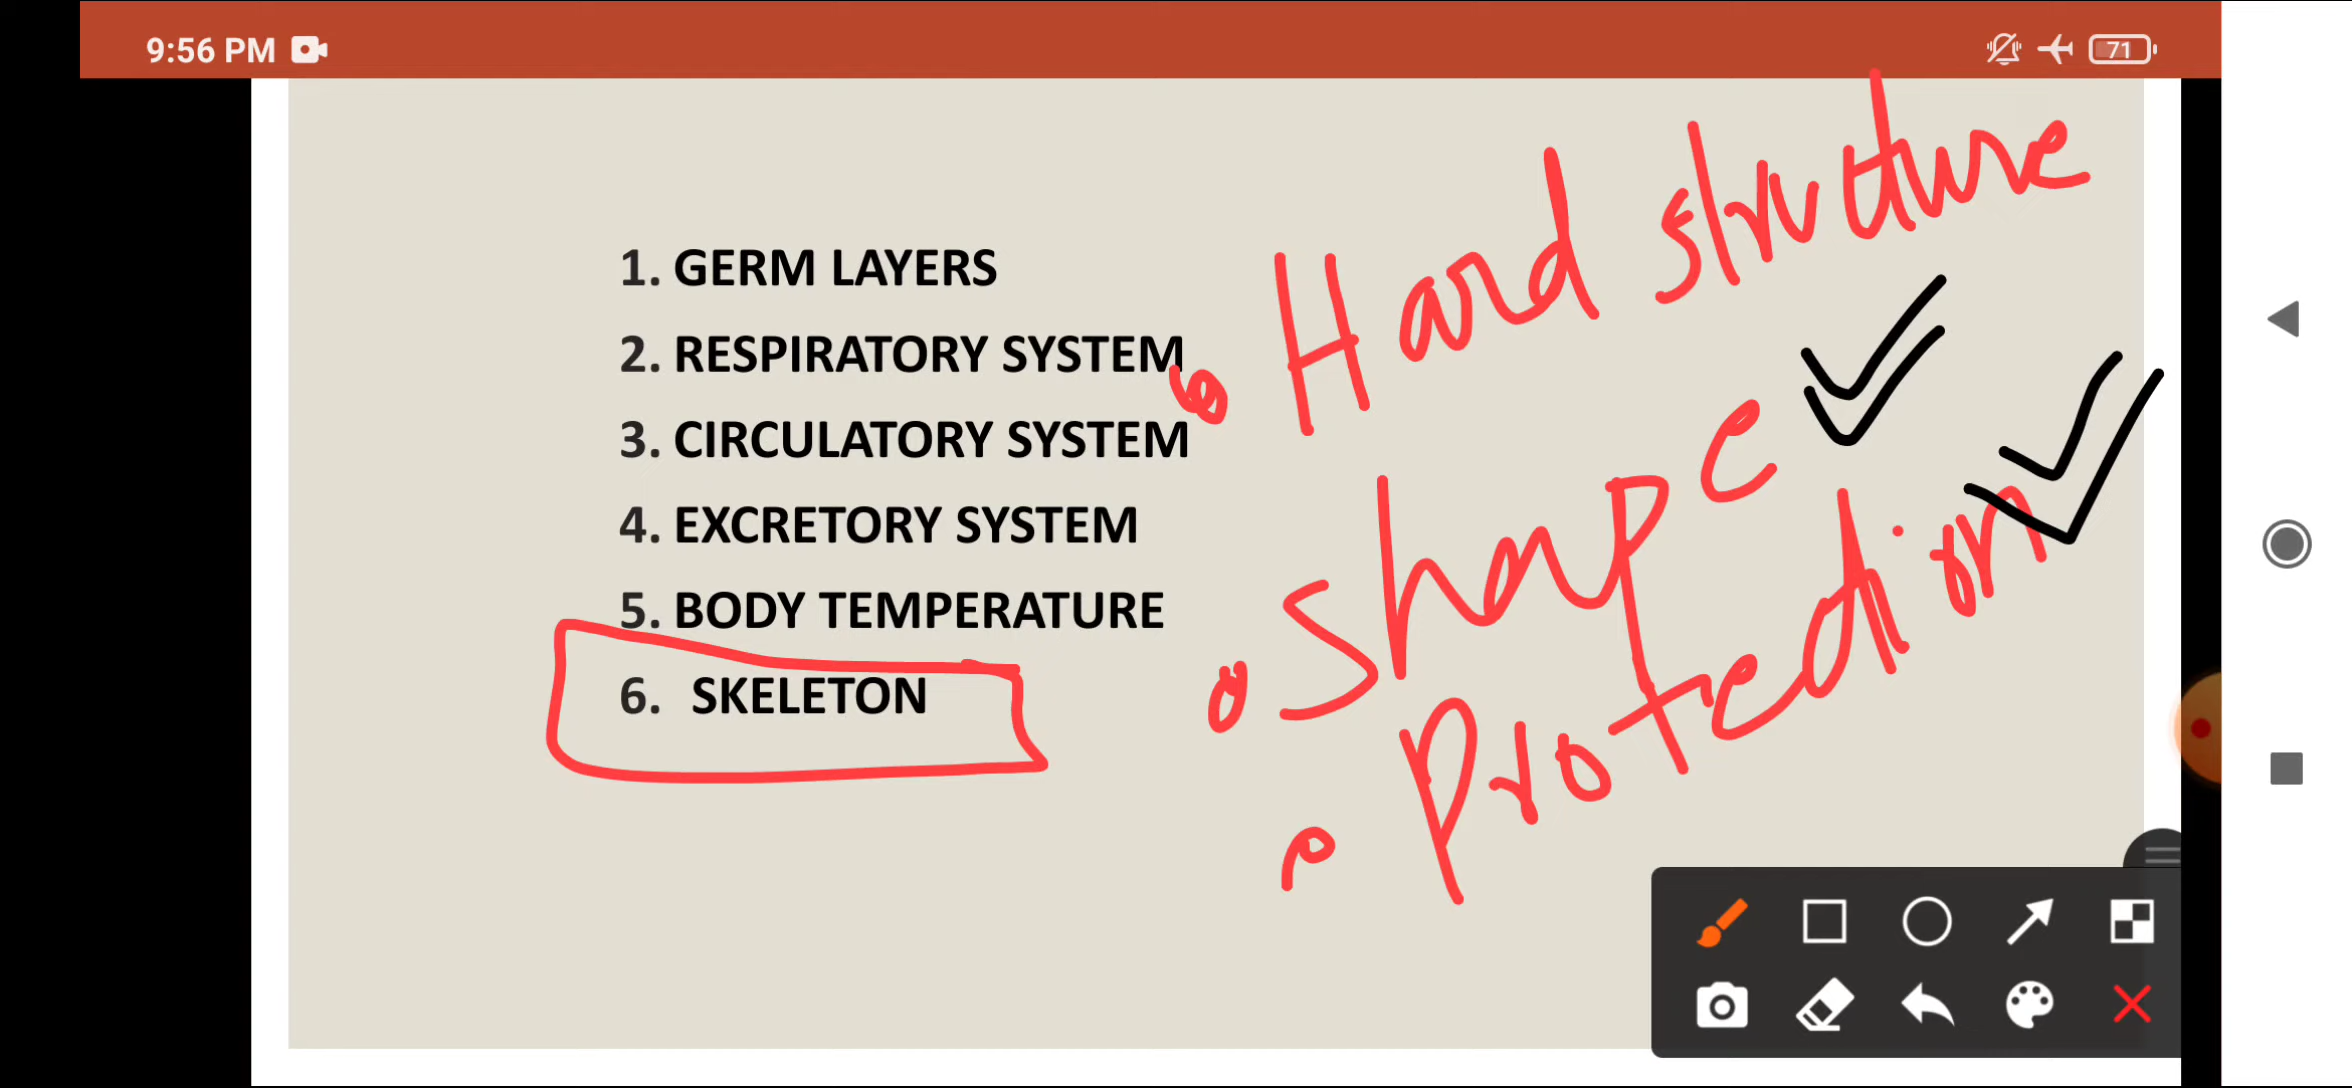 9:56 PM
71
1. GERM LAYERS
2. RESPIRATORY SYSTEM
3. CIRCULATORY SYSTEM
4. EXCRETORY SYSTEM
5. BODY TEMPERATURE
6. SKELETON
Hard structure
Shape
Protection